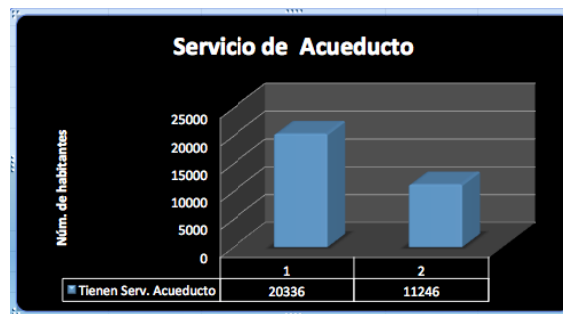 Servicio de Acueducto
Núm. de habitantes
25000
20000
15000
10000
5000
0
1 2
Tienen Serv. Acueducto 20336 11246